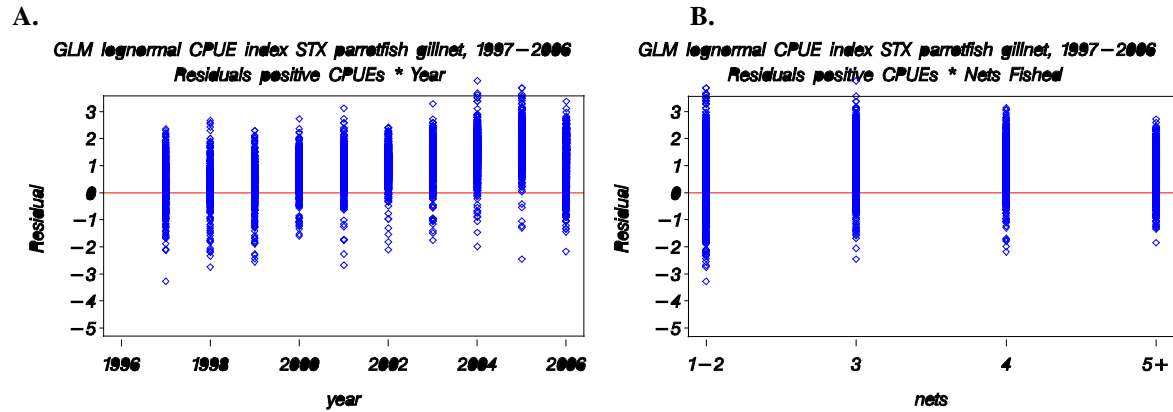 A.
GLM lognormal CPUE index STX parrotfish gillnet, 1997-2006
Residuals positive CPUEs * Year
Residual
3
2
1
0
-1
-2
-3
-4
-5
1996 1998 2000 2002 2004 2006
year
B.
GLM lognormal CPUE index STX parrotfish gillnet, 1997-2006
Residuals positive CPUEs * Nets Fished
Residual
3
2
1
0
-1
-2
-3
-4
-5
1-2 3 4 5+
nets